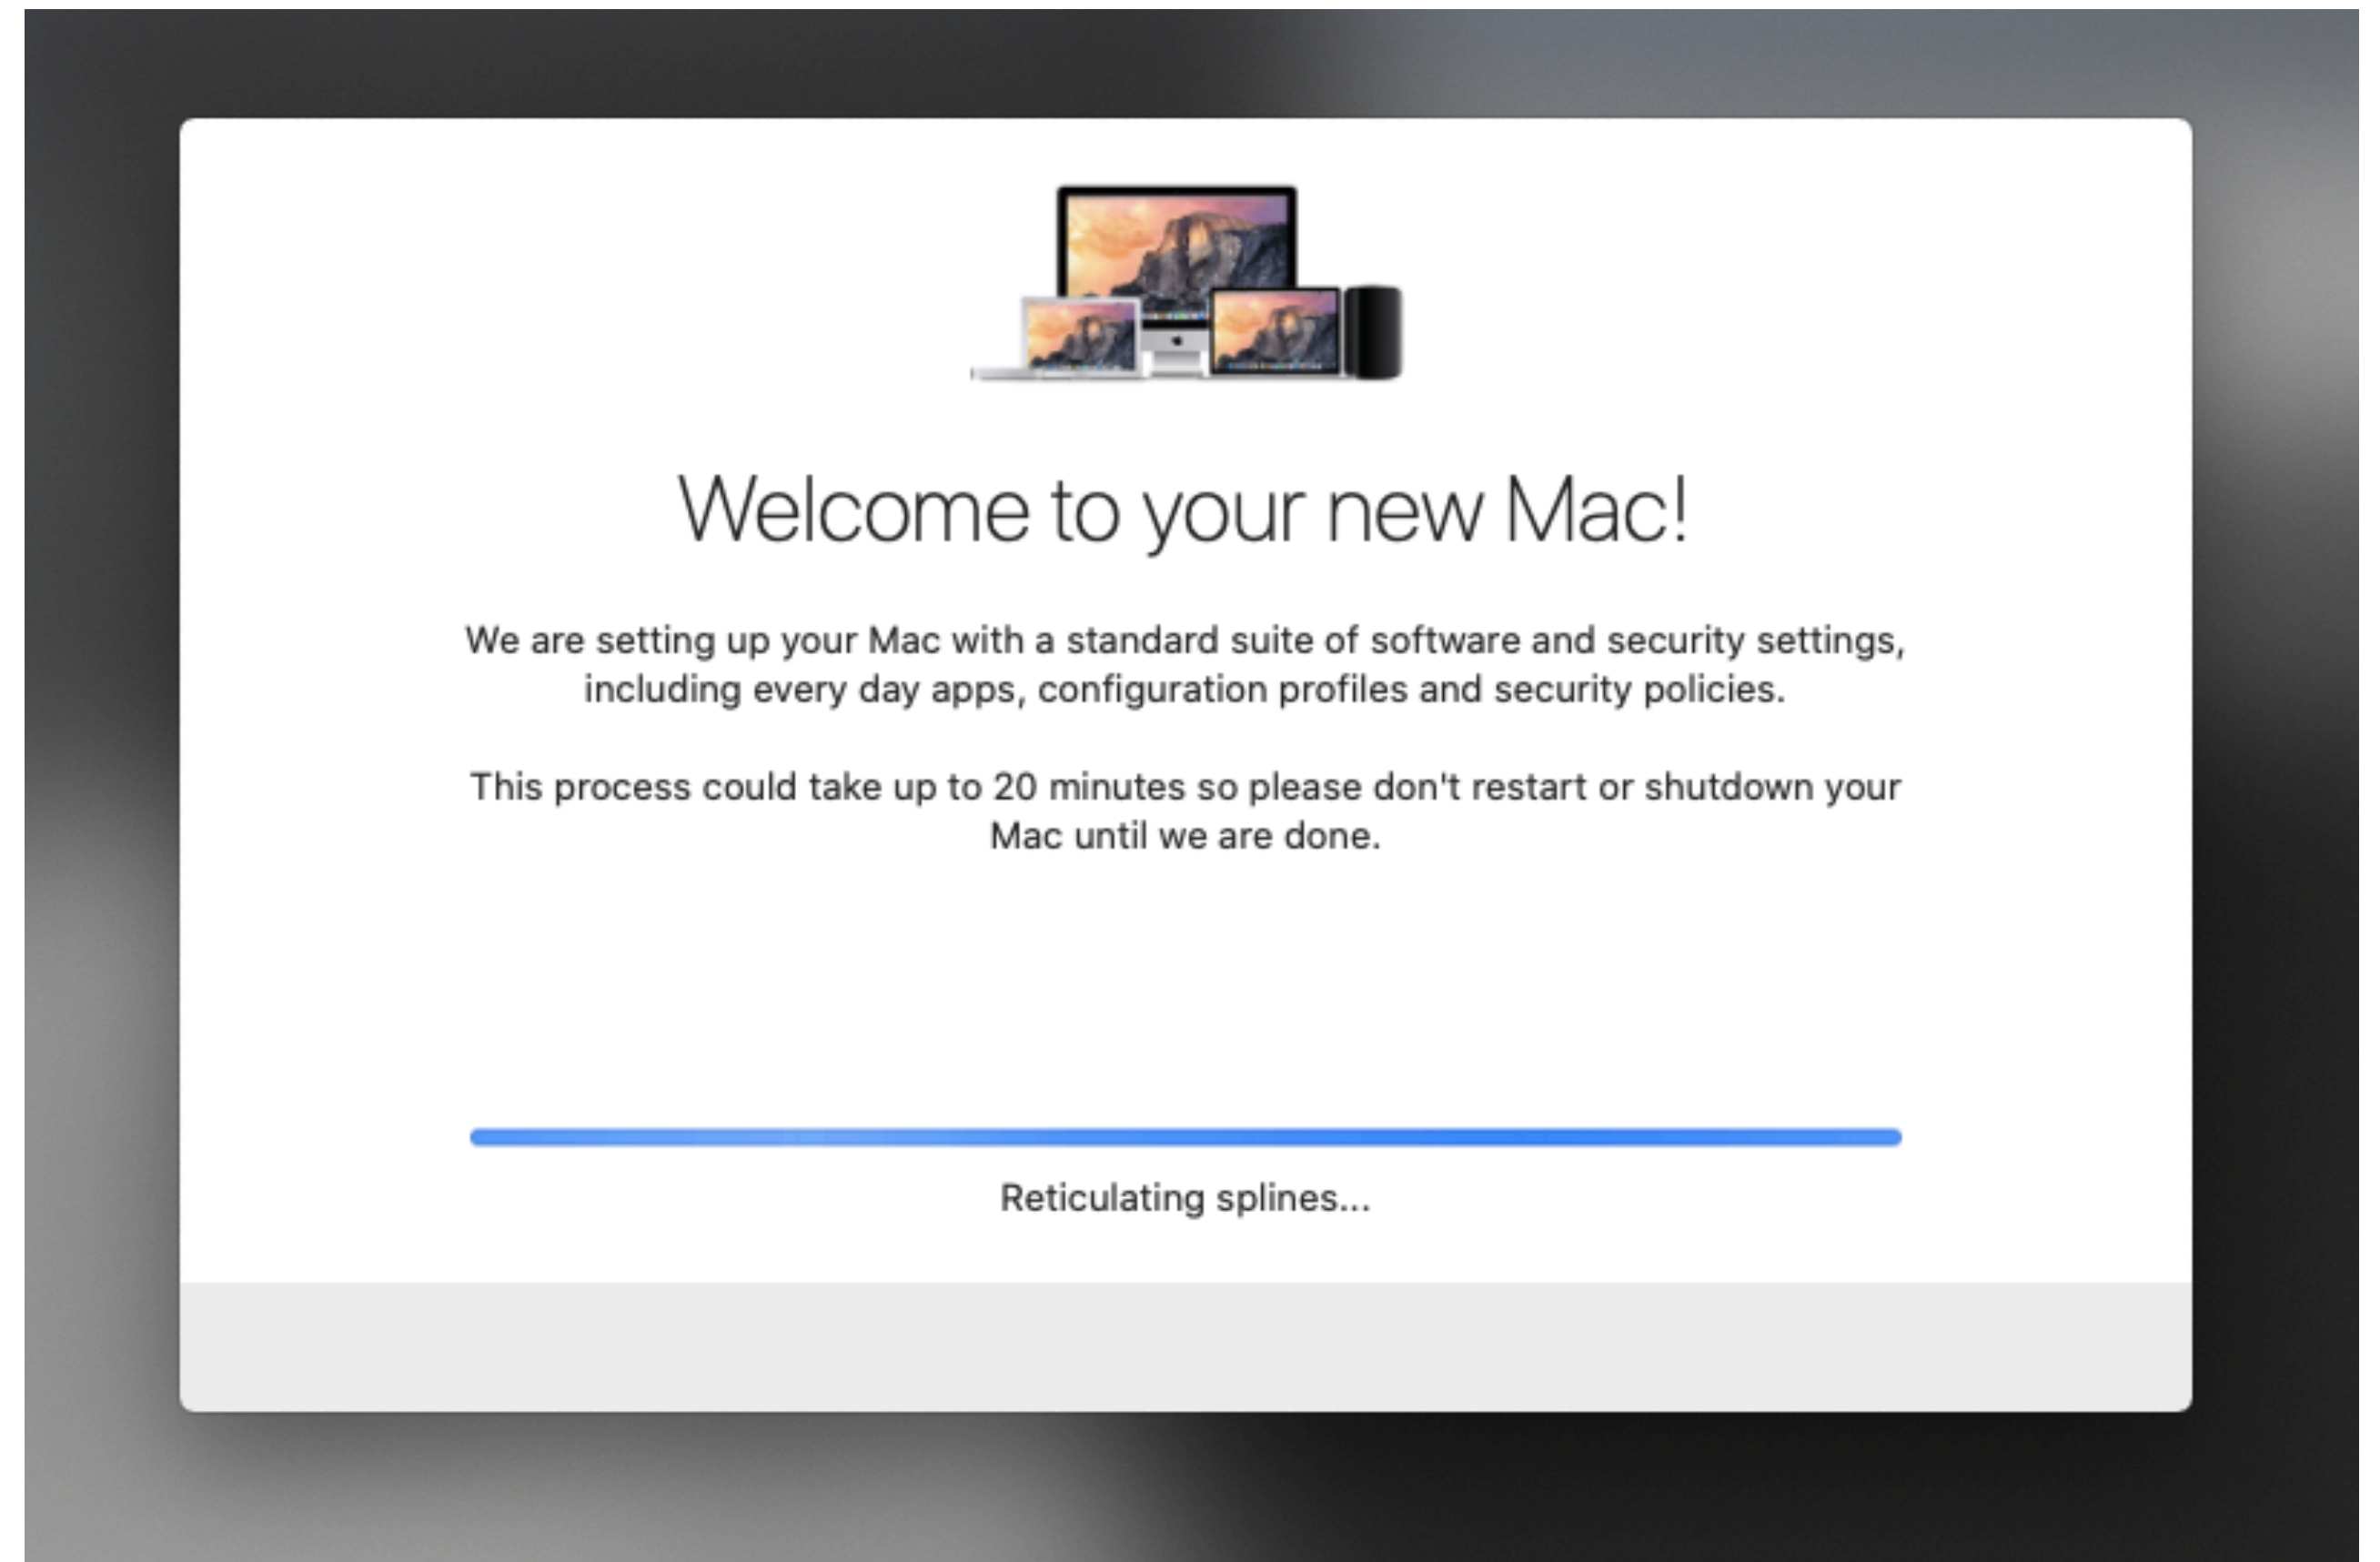 Welcome to your new Mac!
We are setting up your Mac with a standard suite of software and security settings,
including every day apps, configuration profiles and security policies.
This process could take up to 20 minutes so please don't restart or shutdown your
Mac until we are done.
Reticulating splines...